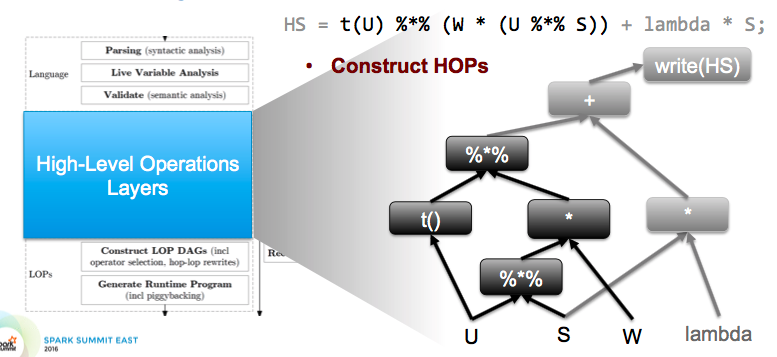 HS = t(U) %*% (W * (U %*% S)) + lambda * S;
Parsing (syntactic analysis)
Language
Live Variable Analysis
Validate (semantic analysis)
• Construct HOPs
write(HS)
+
High-Level Operations
Layers
%*%
t()
*
*
%*%
Construct LOP DAGs (incl
operator selection, hop-lop rewrites)
LOPs
Generate Runtime Program
(incl piggybacking)
U
S
W
lambda
SPARK SUMMIT EAST
2016